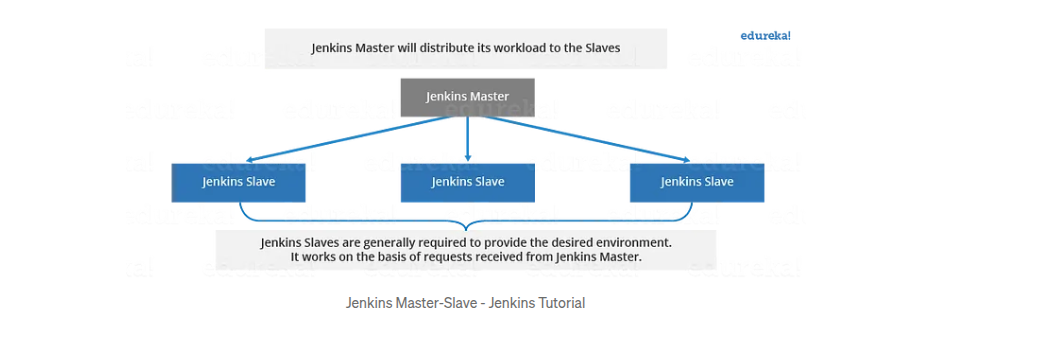 Jenkins Master will distribute its workload to the Slaves
edureka!
Jenkins Master
Jenkins Slave
Jenkins Slave
Jenkins Slave
Jenkins Slaves are generally required to provide the desired environment.
It works on the basis of requests received from Jenkins Master.
Jenkins Master-Slave - Jenkins Tutorial